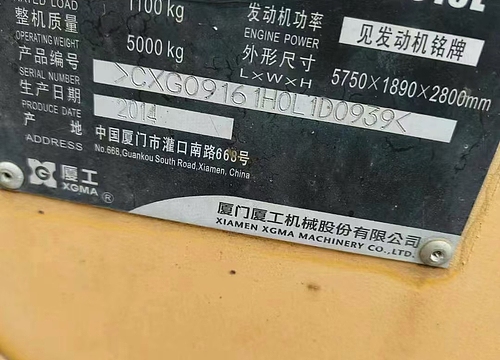 RATED LOAD 1100 kg
整机质量 发动机功率
OPERATING WEIGHT 5000 kg ENGINE POWER 见发动机铭牌
产品编号 外形尺寸
SERIAL NUMBER L×W×H 5750×1890×2800mm
>CXG09161H0L1D0939<
生产日期
PRODUCE DATE 2014
产地 中国厦门市灌口南路668号
ADDRESS No.668,Guankou South Road.Xiamen, China
厦工
XGMA ®
厦门厦工机械股份有限公司
XIAMEN XGMA MACHINERY CO.,LTD.